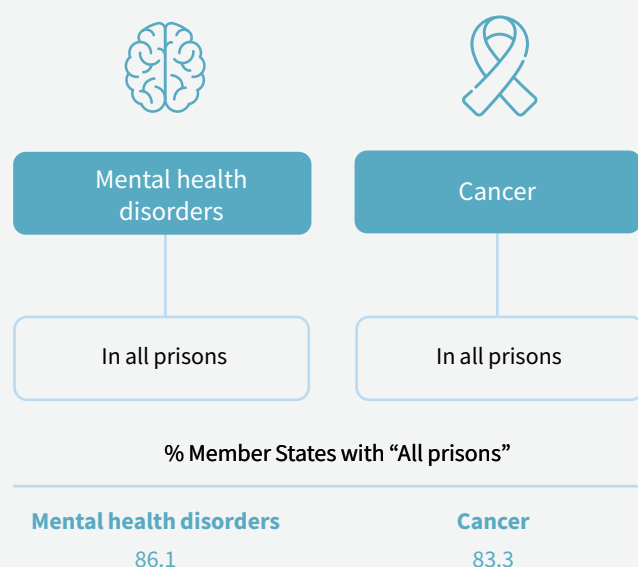 Mental health
disorders
Cancer
In all prisons
In all prisons
% Member States with “All prisons”
Mental health disorders
Cancer
86.1
83.3